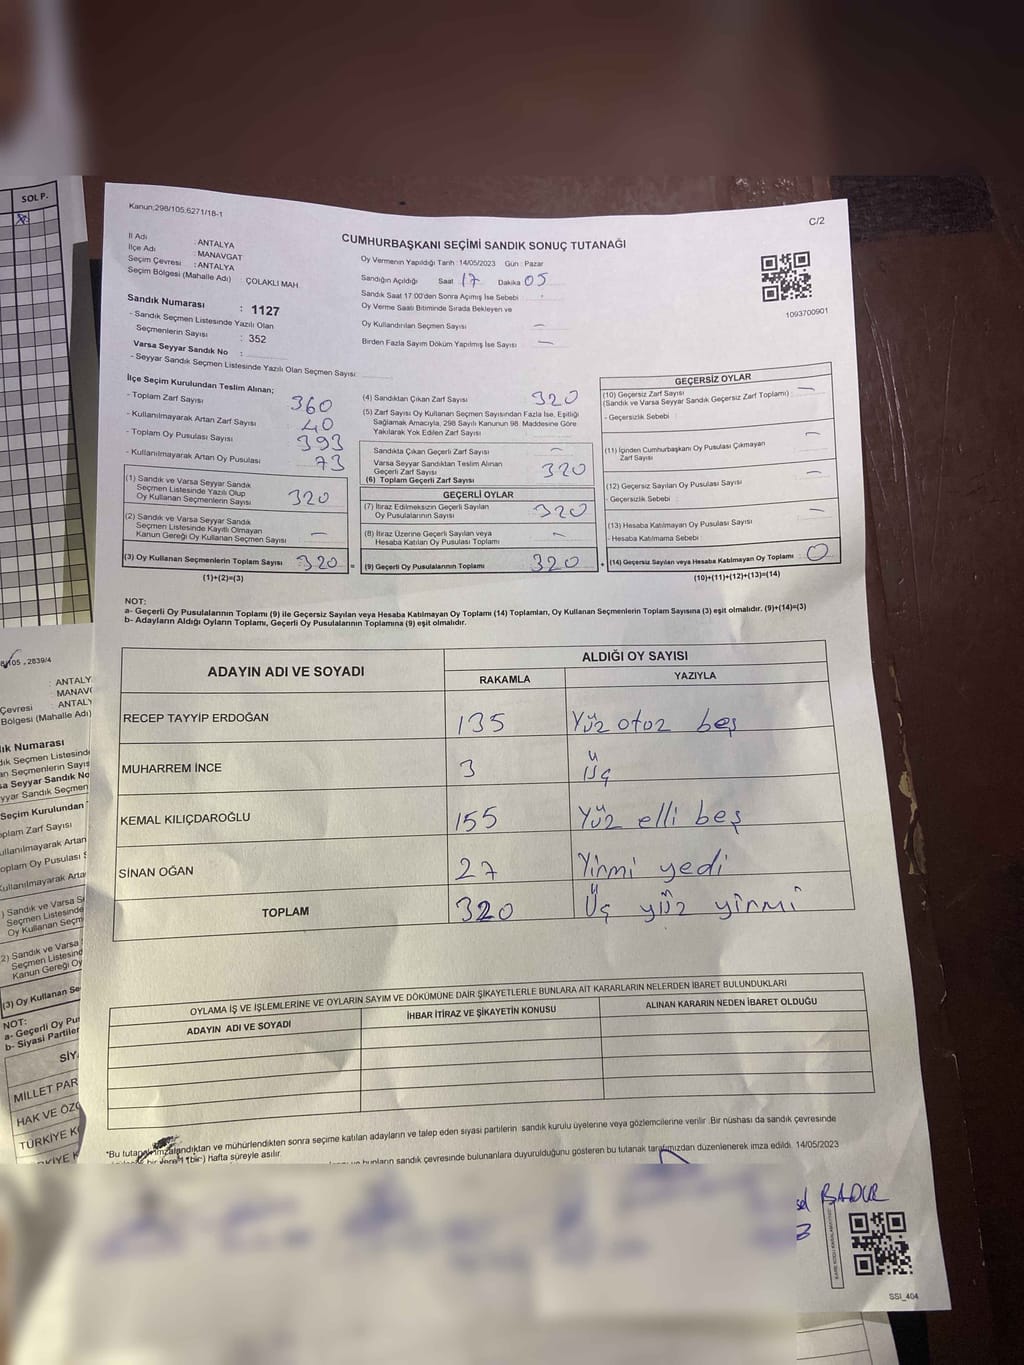 SOL P.
Kanun;298/105;6271/18-1
C/2
İl Adı : ANTALYA
İlçe Adı : MANAVGAT
Seçim Çevresi : ANTALYA
Seçim Bölgesi (Mahalle Adı) ÇOLAKLI MAH
CUMHURBAŞKANI SEÇİMİ SANDIK SONUÇ TUTANAĞI
Oy Vermenin Yapıldığı Tarih :14/05/2023 Gün : Pazar
Sandığın Açıldığı Saat 17 Dakika 05
Sandık Saat 17.00'den Sonra Açımış İse Sebebi
Oy Verme Saati Bitiminde Sırada Bekleyen ve
Oy Kullandırılan Seçmen Sayısı —
Birden Fazla Sayım Döküm Yapılmış İse Sayısı —
1093700901
Sandık Numarası : 1127
- Sandık Seçmen Listesinde Yazılı Olan
Seçmenlerin Sayısı : 352
Varsa Seyyar Sandık No :
- Seyyar Sandık Seçmen Listesinde Yazılı Olan Seçmen Sayısı:
İlçe Seçim Kurulundan Teslim Alınan;
- Toplam Zarf Sayısı 360
- Kullanılmayarak Artan Zarf Sayısı 40
- Toplam Oy Pusulası Sayısı 393
- Kullanılmayarak Artan Oy Pusulası 73
(1) Sandık ve Varsa Seyyar Sandık
Seçmen Listesinde Yazılı Olup
Oy Kullanan Seçmenlerin Sayısı 320
(2) Sandık ve Varsa Seyyar Sandık
Seçmen Listesinde Kayıtlı Olmayan
Kanun Gereği Oy Kullanan Seçmen Sayısı —
(3) Oy Kullanan Seçmenlerin Toplam Sayısı 320 =
(1)+(2)=(3)
(4) Sandıktan Çıkan Zarf Sayısı 320
(5) Zarf Sayısı Oy Kullanan Seçmen Sayısından Fazla İse, Eşitliği
Sağlamak Amacıyla, 298 Sayılı Kanunun 98. Maddesine Göre
Yakılarak Yok Edilen Zarf Sayısı
Sandıkta Çıkan Geçerli Zarf Sayısı —
Varsa Seyyar Sandıktan Teslim Alınan
Geçerli Zarf Sayısı 320
(6) Toplam Geçerli Zarf Sayısı
GEÇERLİ OYLAR
(7) İtiraz Edilmeksizin Geçerli Sayılan
Oy Pusulalarının Sayısı 320
(8) İtiraz Üzerine Geçerli Sayılan veya
Hesaba Katılan Oy Pusulası Toplamı —
(9) Geçerli Oy Pusulalarının Toplamı 320 +
GEÇERSİZ OYLAR
(10) Geçersiz Zarf Sayısı —
(Sandık ve Varsa Seyyar Sandık Geçersiz Zarf Toplamı)
- Geçersizlik Sebebi :
(11) İçinden Cumhurbaşkanı Oy Pusulası Çıkmayan —
Zarf Sayısı
(12) Geçersiz Sayılan Oy Pusulası Sayısı —
- Geçersizlik Sebebi :
(13) Hesaba Katılmayan Oy Pusulası Sayısı —
- Hesaba Katılmama Sebebi :
(14) Geçersiz Sayılan veya Hesaba Katılmayan Oy Toplamı 0
(10)+(11)+(12)+(13)=(14)
NOT:
a- Geçerli Oy Pusulalarının Toplamı (9) ile Geçersiz Sayılan veya Hesaba Katılmayan Oy Toplamı (14) Toplamları, Oy Kullanan Seçmenlerin Toplam Sayısına (3) eşit olmalıdır. (9)+(14)=(3)
b- Adayların Aldığı Oyların Toplamı, Geçerli Oy Pusulalarının Toplamına (9) eşit olmalıdır.
ADAYIN ADI VE SOYADI
ALDIĞI OY SAYISI
RAKAMLA YAZIYLA
RECEP TAYYİP ERDOĞAN 135 Yüz otuz beş
MUHARREM İNCE 3 Üç
KEMAL KILIÇDAROĞLU 155 Yüz elli beş
SİNAN OĞAN 27 Yirmi yedi
TOPLAM 320 Üç yüz yirmi
OYLAMA İŞ VE İŞLEMLERİNE VE OYLARIN SAYIM VE DÖKÜMÜNE DAİR ŞİKAYETLERLE BUNLARA AİT KARARLARIN NELERDEN İBARET BULUNDUKLARI
ADAYIN ADI VE SOYADI İHBAR İTİRAZ VE ŞİKAYETİN KONUSU ALINAN KARARIN NEDEN İBARET OLDUĞU
*Bu tutanak imzalandıktan ve mühürlendikten sonra seçime katılan adayların ve talep eden siyasi partilerin sandık kurulu üyelerine veya gözlemcilerine verilir. Bir nüshası da sandık çevresinde
(bir) Hafta süreyle asılır.
bunların sandık çevresinde bulunanlara duyurulduğunu gösteren bu tutanak tarafımızdan düzenlenerek imza edildi. 14/05/2023
BADUR
SSI_404
8/105 , 2839/4
: ANTALY
MANAV
Çevresi : ANTALY
Bölgesi (Mahalle Adı)
ık Numarası
dık Seçmen Listesind
an Seçmenlerin Sayıs
sa Seyyar Sandık No
yyar Sandık Seçmen
Seçim Kurulundan
oplam Zarf Sayısı
ullanılmayarak Artan
oplam Oy Pusulası S
Kullanılmayarak Arta
) Sandık ve Varsa S
Seçmen Listesinde
Oy Kullanan Seçm
2) Sandık ve Varsa
Seçmen Listesind
Kanun Gereği Oy
(3) Oy Kullanan Se
NOT:
a- Geçerli Oy Pu
b- Siyasi Partiler
SİY
MİLLET PAR
HAK VE ÖZG
TÜRKİYE K